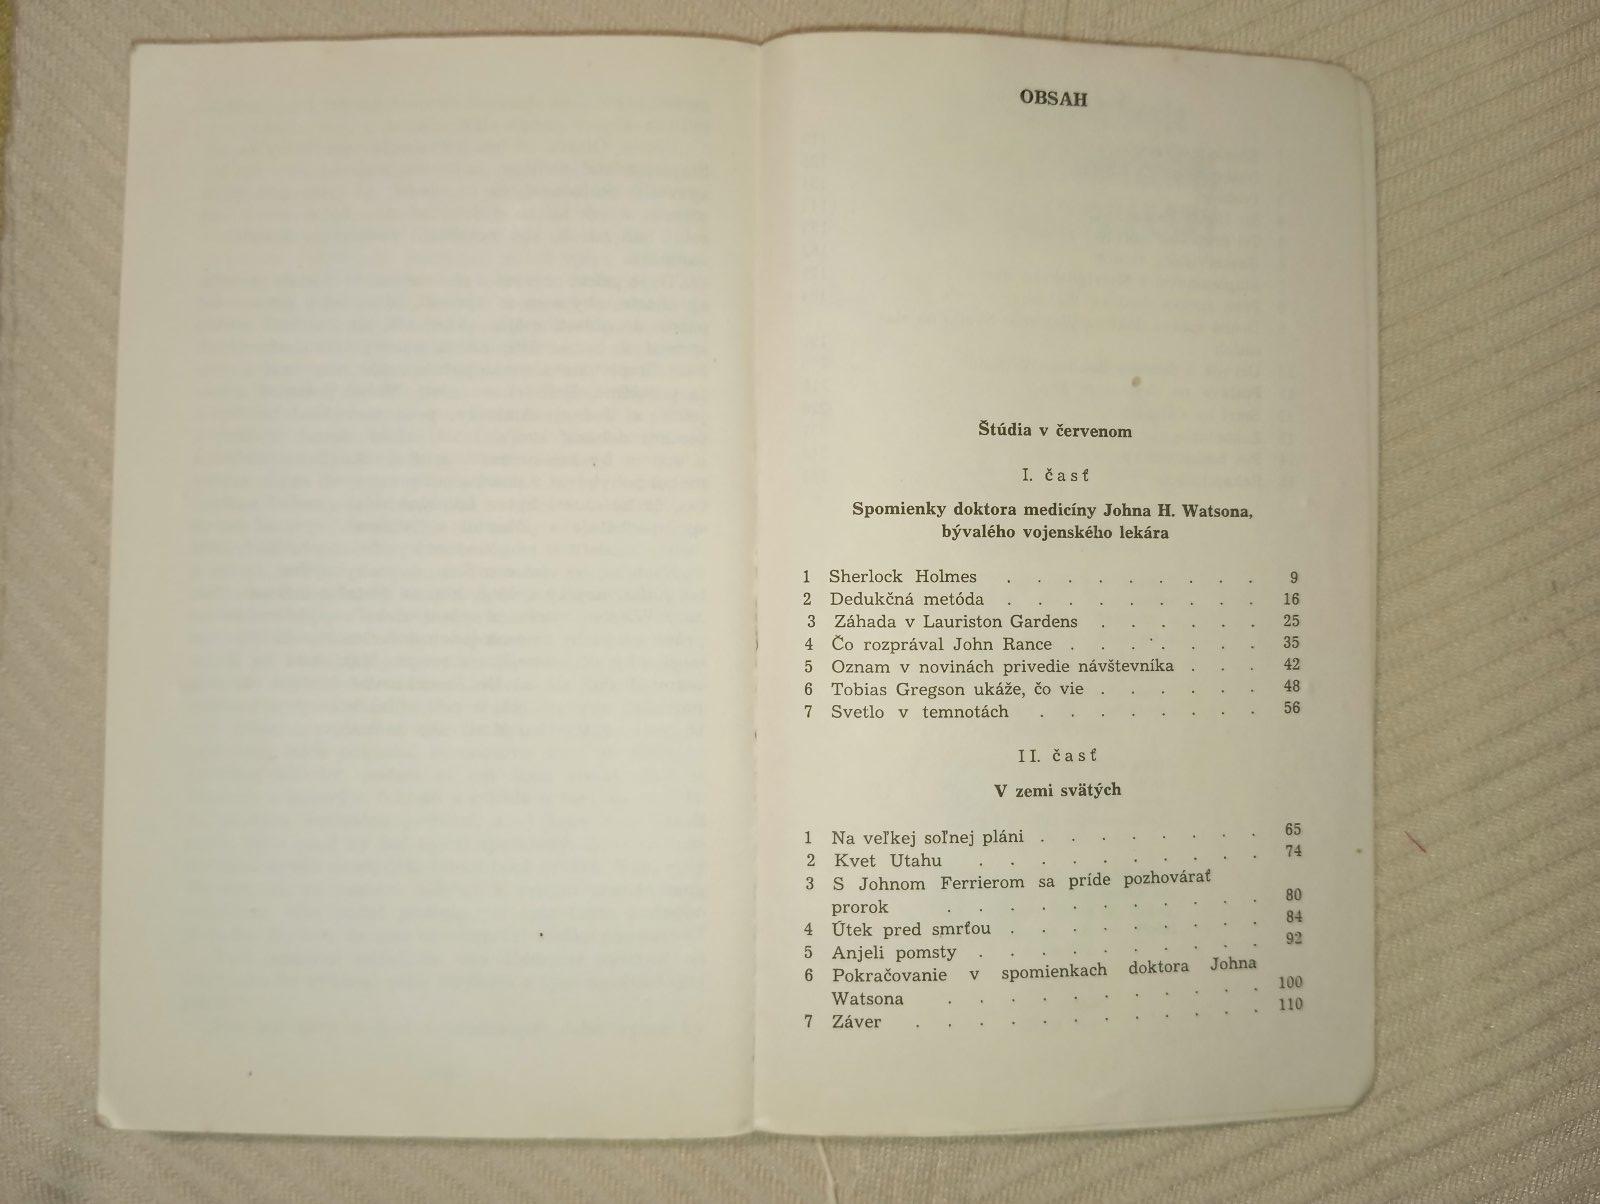 OBSAH
Štúdia v červenom
I. časť
Spomienky doktora medicíny Johna H. Watsona,
bývalého vojenského lekára
1 Sherlock Holmes . . . . . . . . . 9
2 Dedukčná metóda . . . . . . . . . 16
3 Záhada v Lauriston Gardens . . . . . . 25
4 Čo rozprával John Rance . . . . . . . 35
5 Oznam v novinách privedie návštevníka . . . 42
6 Tobias Gregson ukáže, čo vie . . . . . . 48
7 Svetlo v temnotách . . . . . . . . 56
II. časť
V zemi svätých
1 Na veľkej soľnej pláni . . . . . . . . 65
2 Kvet Utahu . . . . . . . . . . 74
3 S Johnom Ferrierom sa príde pozhovárať
prorok . . . . . . . . . . . 80
4 Útek pred smrťou . . . . . . . . . 84
5 Anjeli pomsty . . . . . . . . . . 92
6 Pokračovanie v spomienkach doktora Johna
Watsona . . . . . . . . . . . 100
7 Záver . . . . . . . . . . . . 110